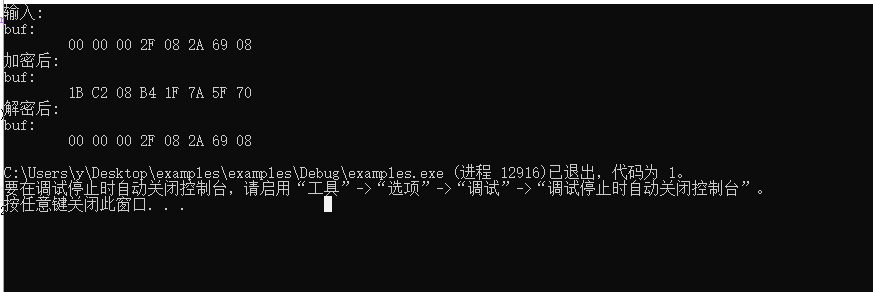 输入:
buf:
00 00 00 2F 08 2A 69 08
加密后:
buf:
1B C2 08 B4 1F 7A 5F 70
解密后:
buf:
00 00 00 2F 08 2A 69 08
C:\Users\y\Desktop\examples\examples\Debug\examples.exe (进程 12916)已退出，代码为 1。
要在调试停止时自动关闭控制台，请启用“工具”->“选项”->“调试”->“调试停止时自动关闭控制台”。
按任意键关闭此窗口. . .